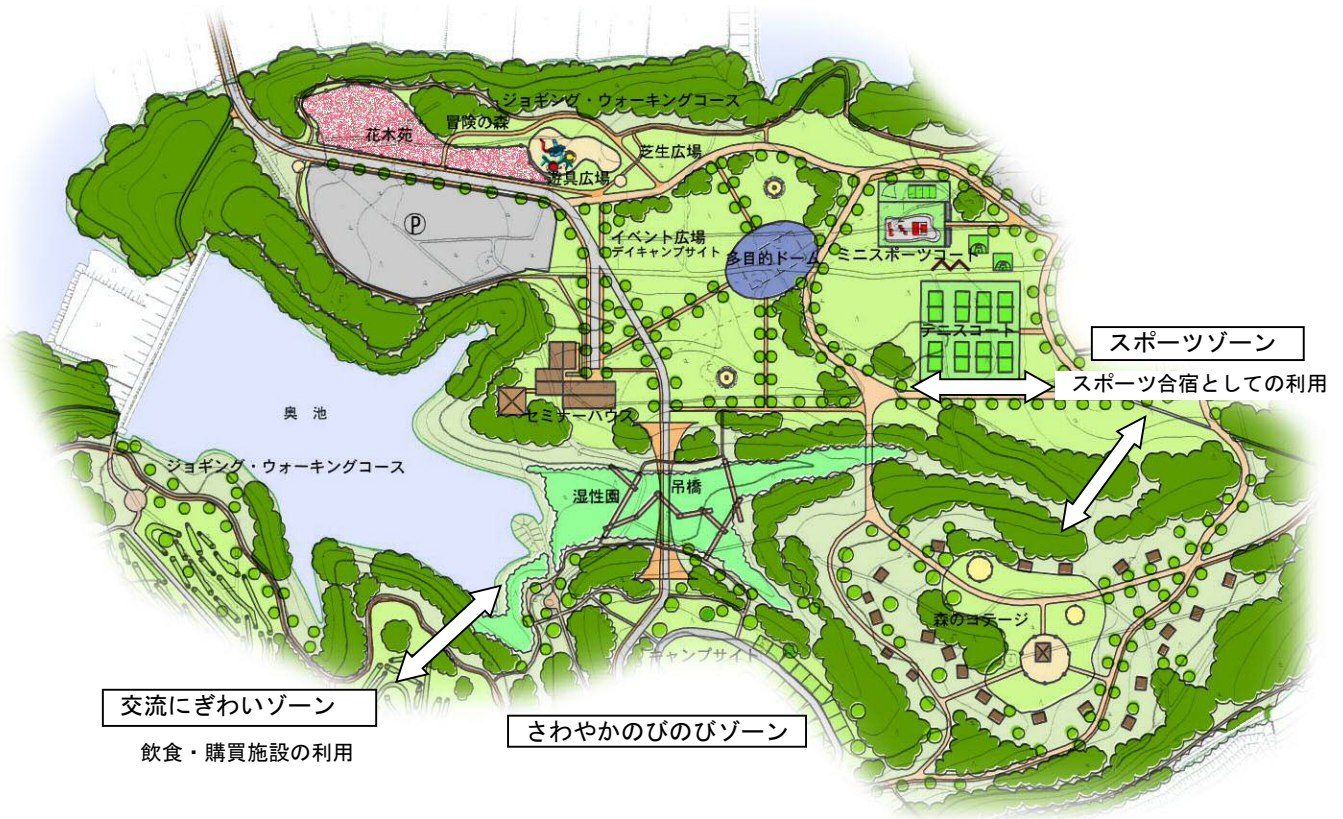 ジョギング・ウォーキングコース
冒険の森
花木苑
芝生広場
遊具広場
Ⓟ
イベント広場
デイキャンプサイト
多目的ドーム
ミニスポーツコート
テニスコート
スポーツゾーン
スポーツ合宿としての利用
奥 池
セミナーハウス
ジョギング・ウォーキングコース
湿性園
吊橋
森のコテージ
キャンプサイト
交流にぎわいゾーン
飲食・購買施設の利用
さわやかのびのびゾーン